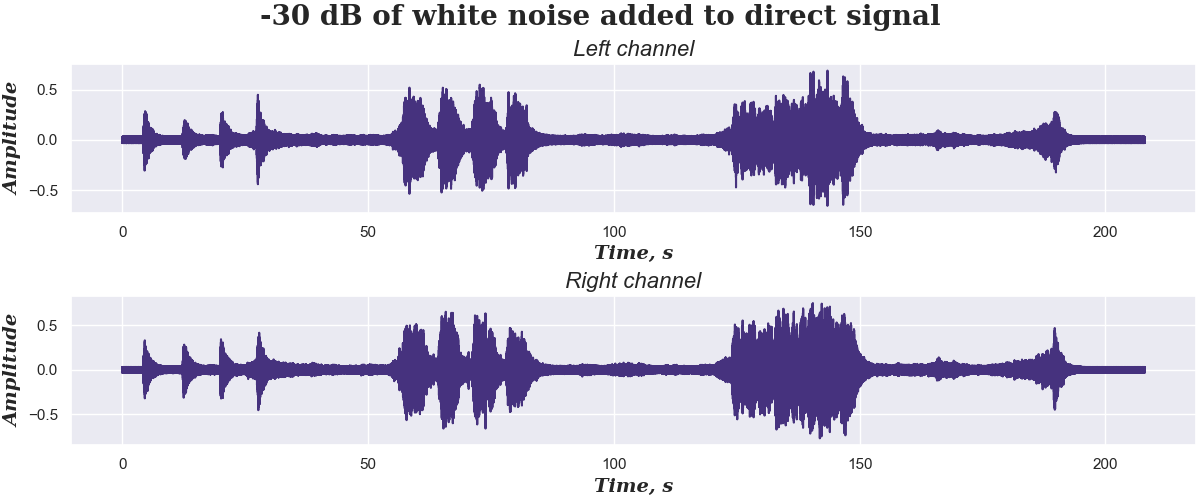 -30 dB of white noise added to direct signal
Left channel
Amplitude
0.5
0.0
−0.5
0 50 100 150 200
Time, s
Right channel
Amplitude
0.5
0.0
−0.5
0 50 100 150 200
Time, s